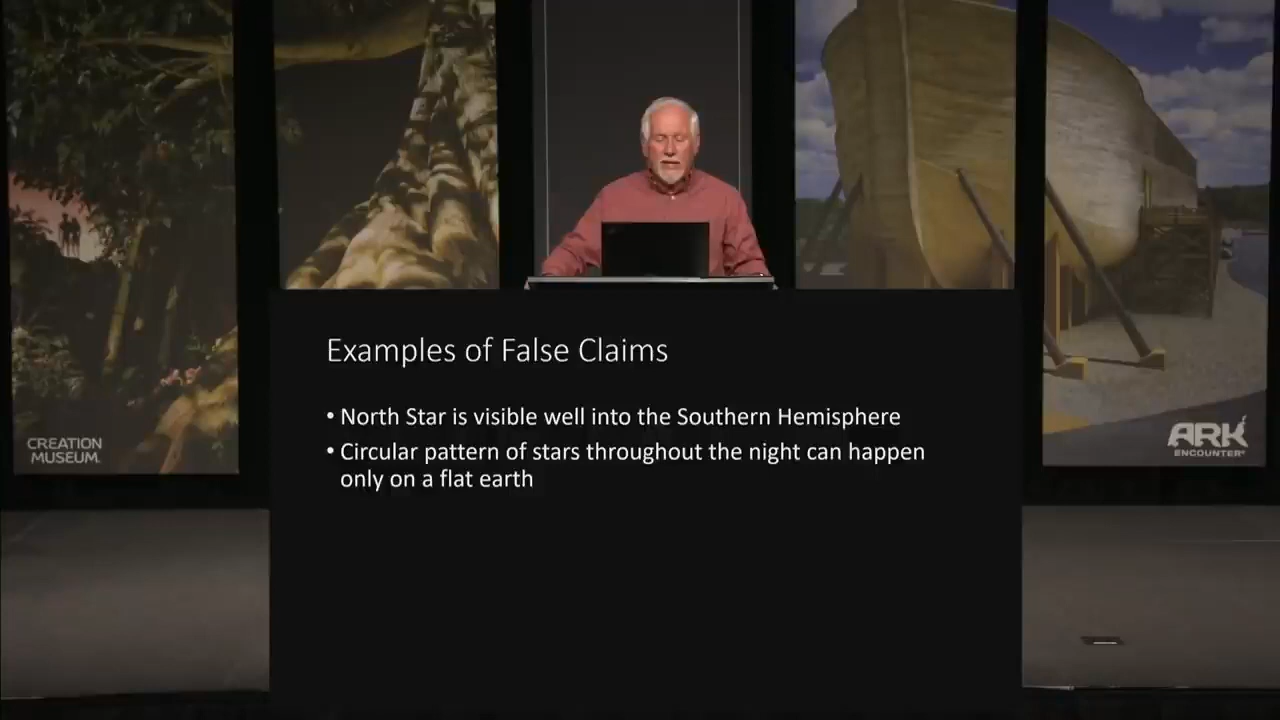 Examples of False Claims
• North Star is visible well into the Southern Hemisphere
• Circular pattern of stars throughout the night can happen
only on a flat earth
CREATION
MUSEUM
ARK
ENCOUNTER